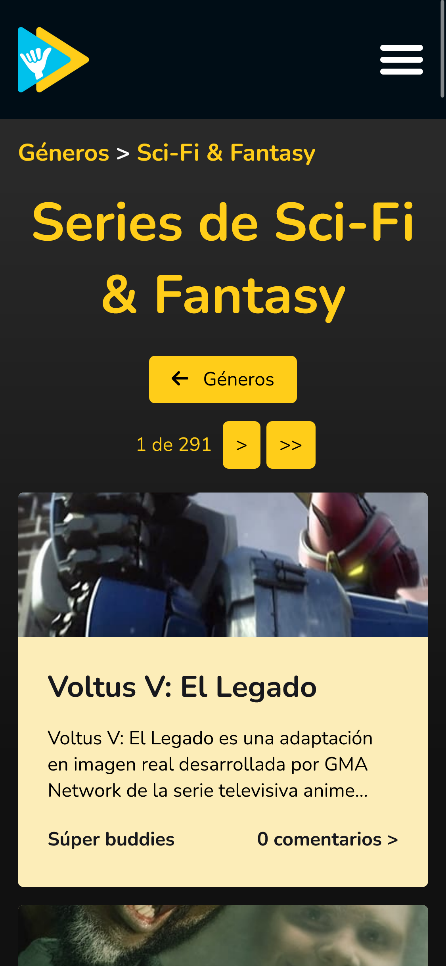 Géneros > Sci-Fi & Fantasy
Series de Sci-Fi
& Fantasy
← Géneros
1 de 291 > >>
Voltus V: El Legado
Voltus V: El Legado es una adaptación
en imagen real desarrollada por GMA
Network de la serie televisiva anime...
Súper buddies 0 comentarios >